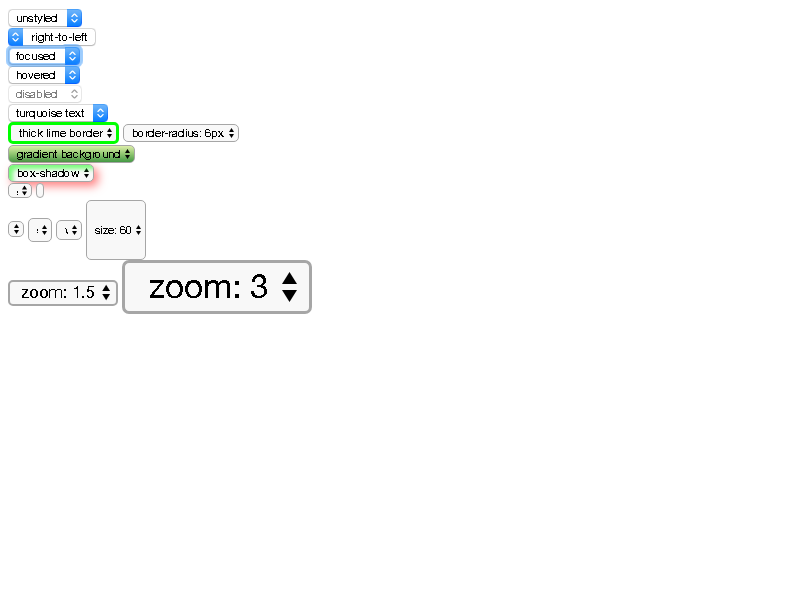 unstyled
right-to-left
focused
hovered
disabled
turquoise text
thick lime border border-radius: 6px
gradient background
box-shadow
size: 60
zoom: 1.5 zoom: 3